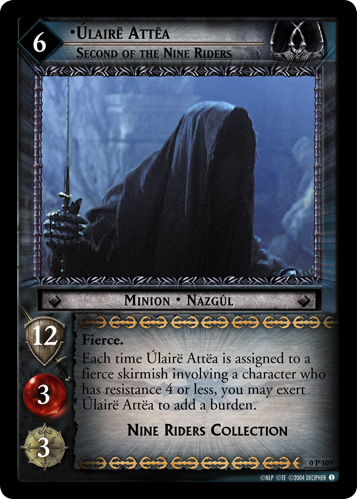 6
•Úlairë Attëa
Second of the Nine Riders
Minion • Nazgûl
12
3
3
Fierce.
Each time Úlairë Attëa is assigned to a
fierce skirmish involving a character who
has resistance 4 or less, you may exert
Úlairë Attëa to add a burden.
Nine Riders Collection
0 P 109
©NLP ©TE ©2004 DECIPHER